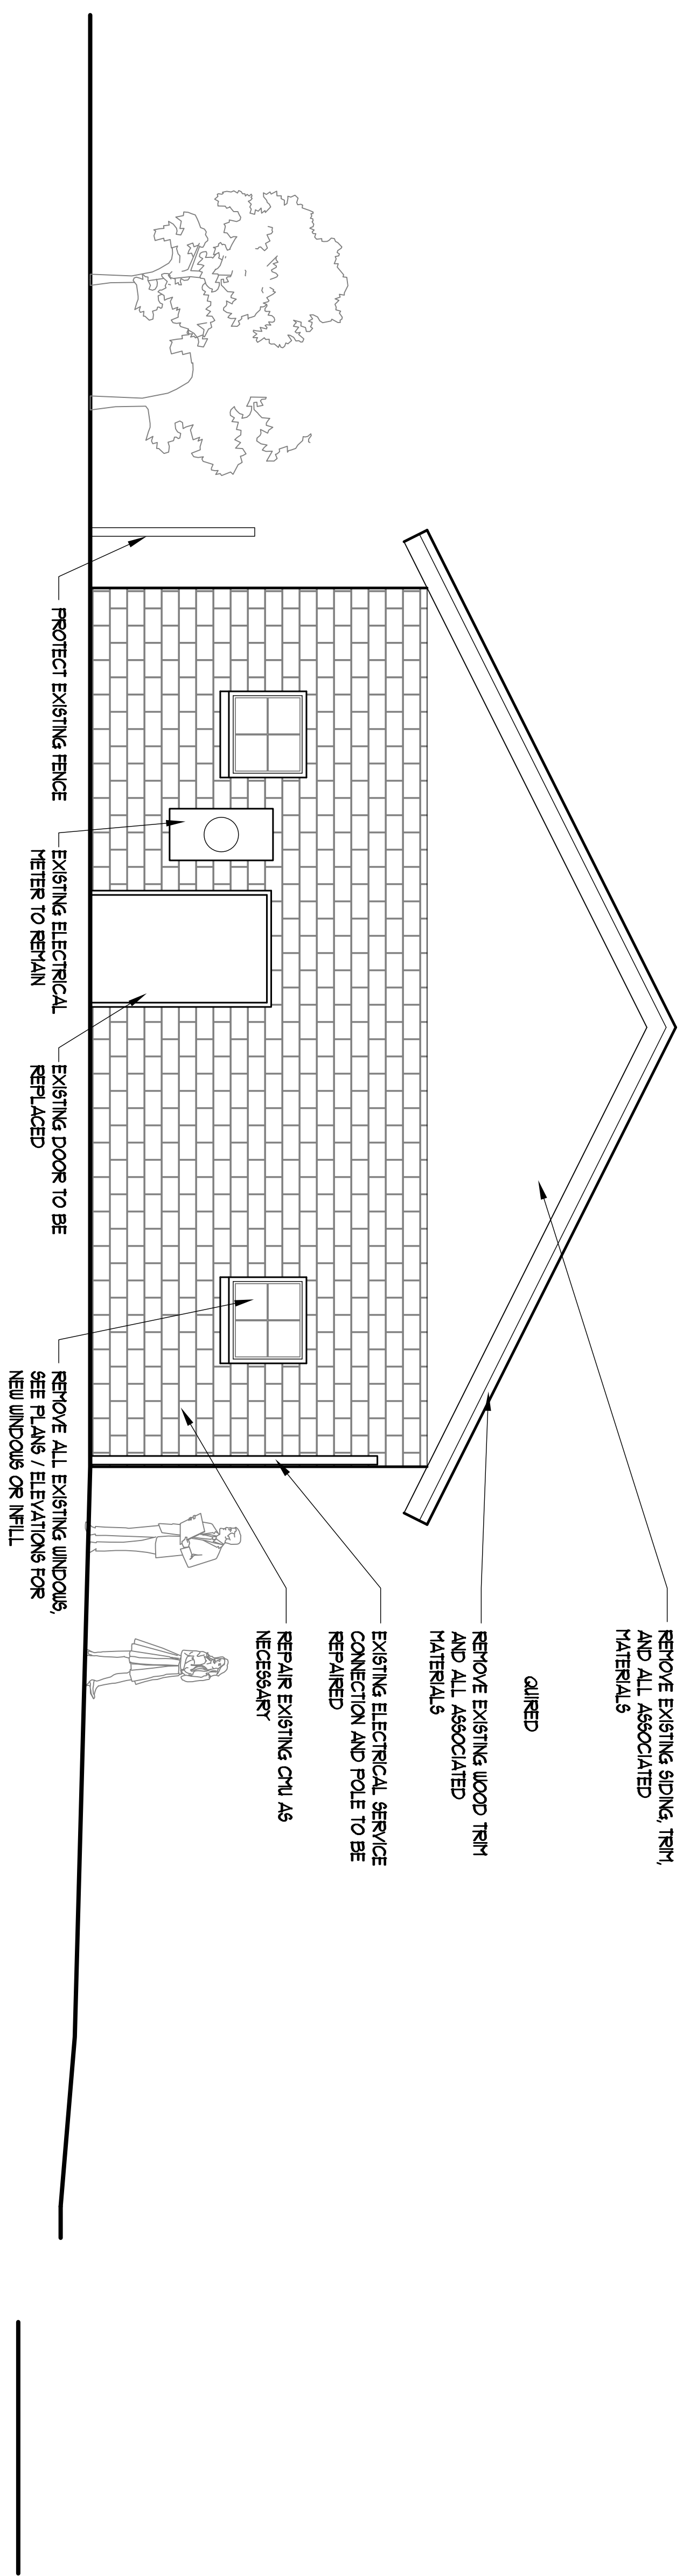 REMOVE EXISTING SIDING, TRIM,
AND ALL ASSOCIATED
MATERIALS
QUIRED
REMOVE EXISTING WOOD TRIM
AND ALL ASSOCIATED
MATERIALS
EXISTING ELECTRICAL SERVICE
CONNECTION AND POLE TO BE
REPAIRED
REPAIR EXISTING CMU AS
NECESSARY
PROTECT EXISTING FENCE
EXISTING ELECTRICAL
METER TO REMAIN
EXISTING DOOR TO BE
REPLACED
REMOVE ALL EXISTING WINDOWS,
SEE PLANS / ELEVATIONS FOR
NEW WINDOWS OR INFILL